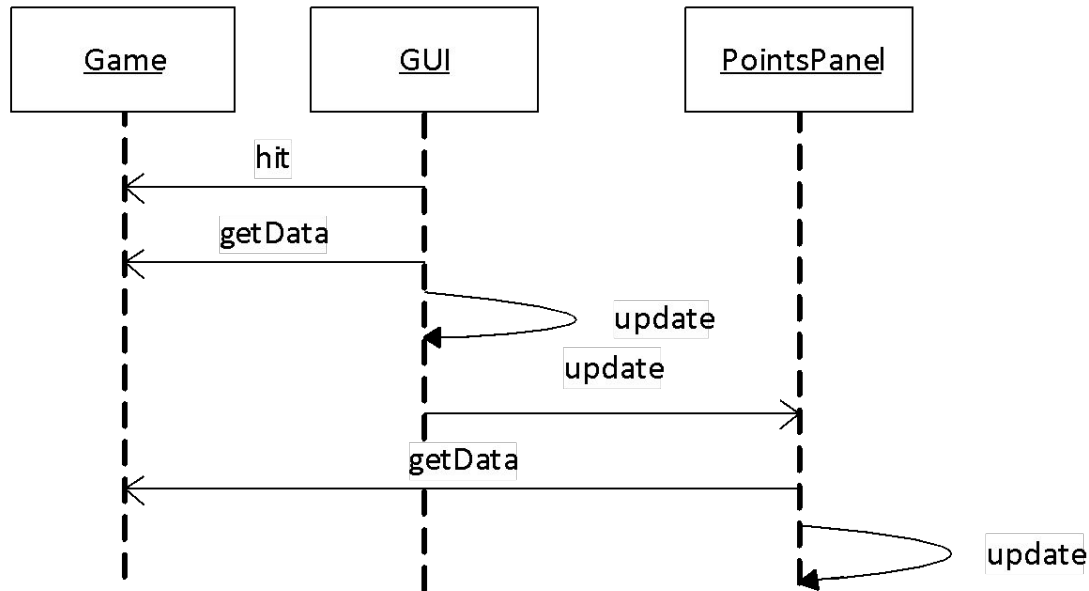 Game
GUI
PointsPanel
hit
getData
update
update
getData
update